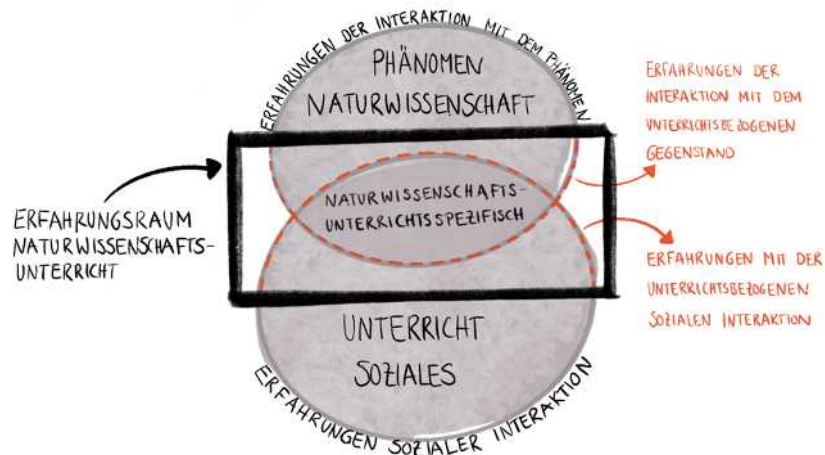 ERFAHRUNGEN DER INTERAKTION MIT DEM PHÄNOMEN
PHÄNOMEN
NATURWISSENSCHAFT
ERFAHRUNGEN DER
INTERAKTION MIT DEM
UNTERRICHTSBEZOGENEN
GEGENSTAND
NATURWISSENSCHAFTS-
UNTERRICHTSSPEZIFISCH
ERFAHRUNGSRAUM
NATURWISSENSCHAFTS-
UNTERRICHT
ERFAHRUNGEN MIT DER
UNTERRICHTSBEZOGENEN
SOZIALEN INTERAKTION
UNTERRICHT
SOZIALES
ERFAHRUNGEN SOZIALER INTERAKTION